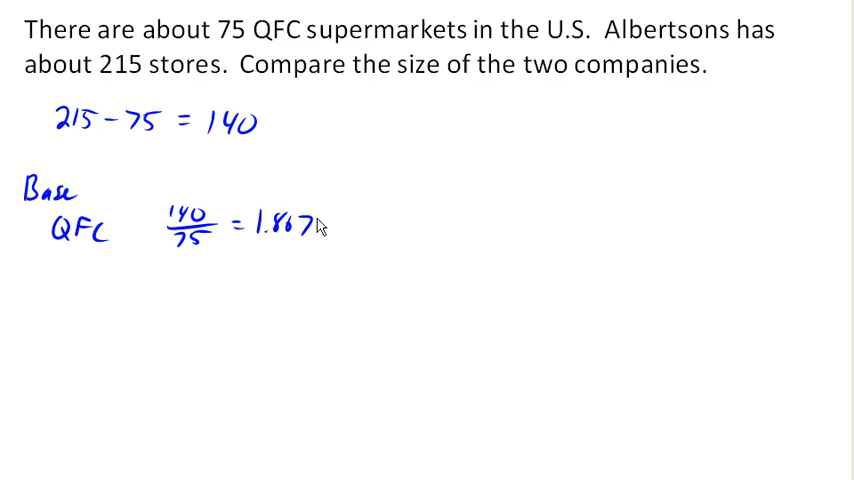 There are about 75 QFC supermarkets in the U.S.  Albertsons has
about 215 stores.  Compare the size of the two companies.
215 - 75 = 140
Base
QFC 140/75 = 1.867